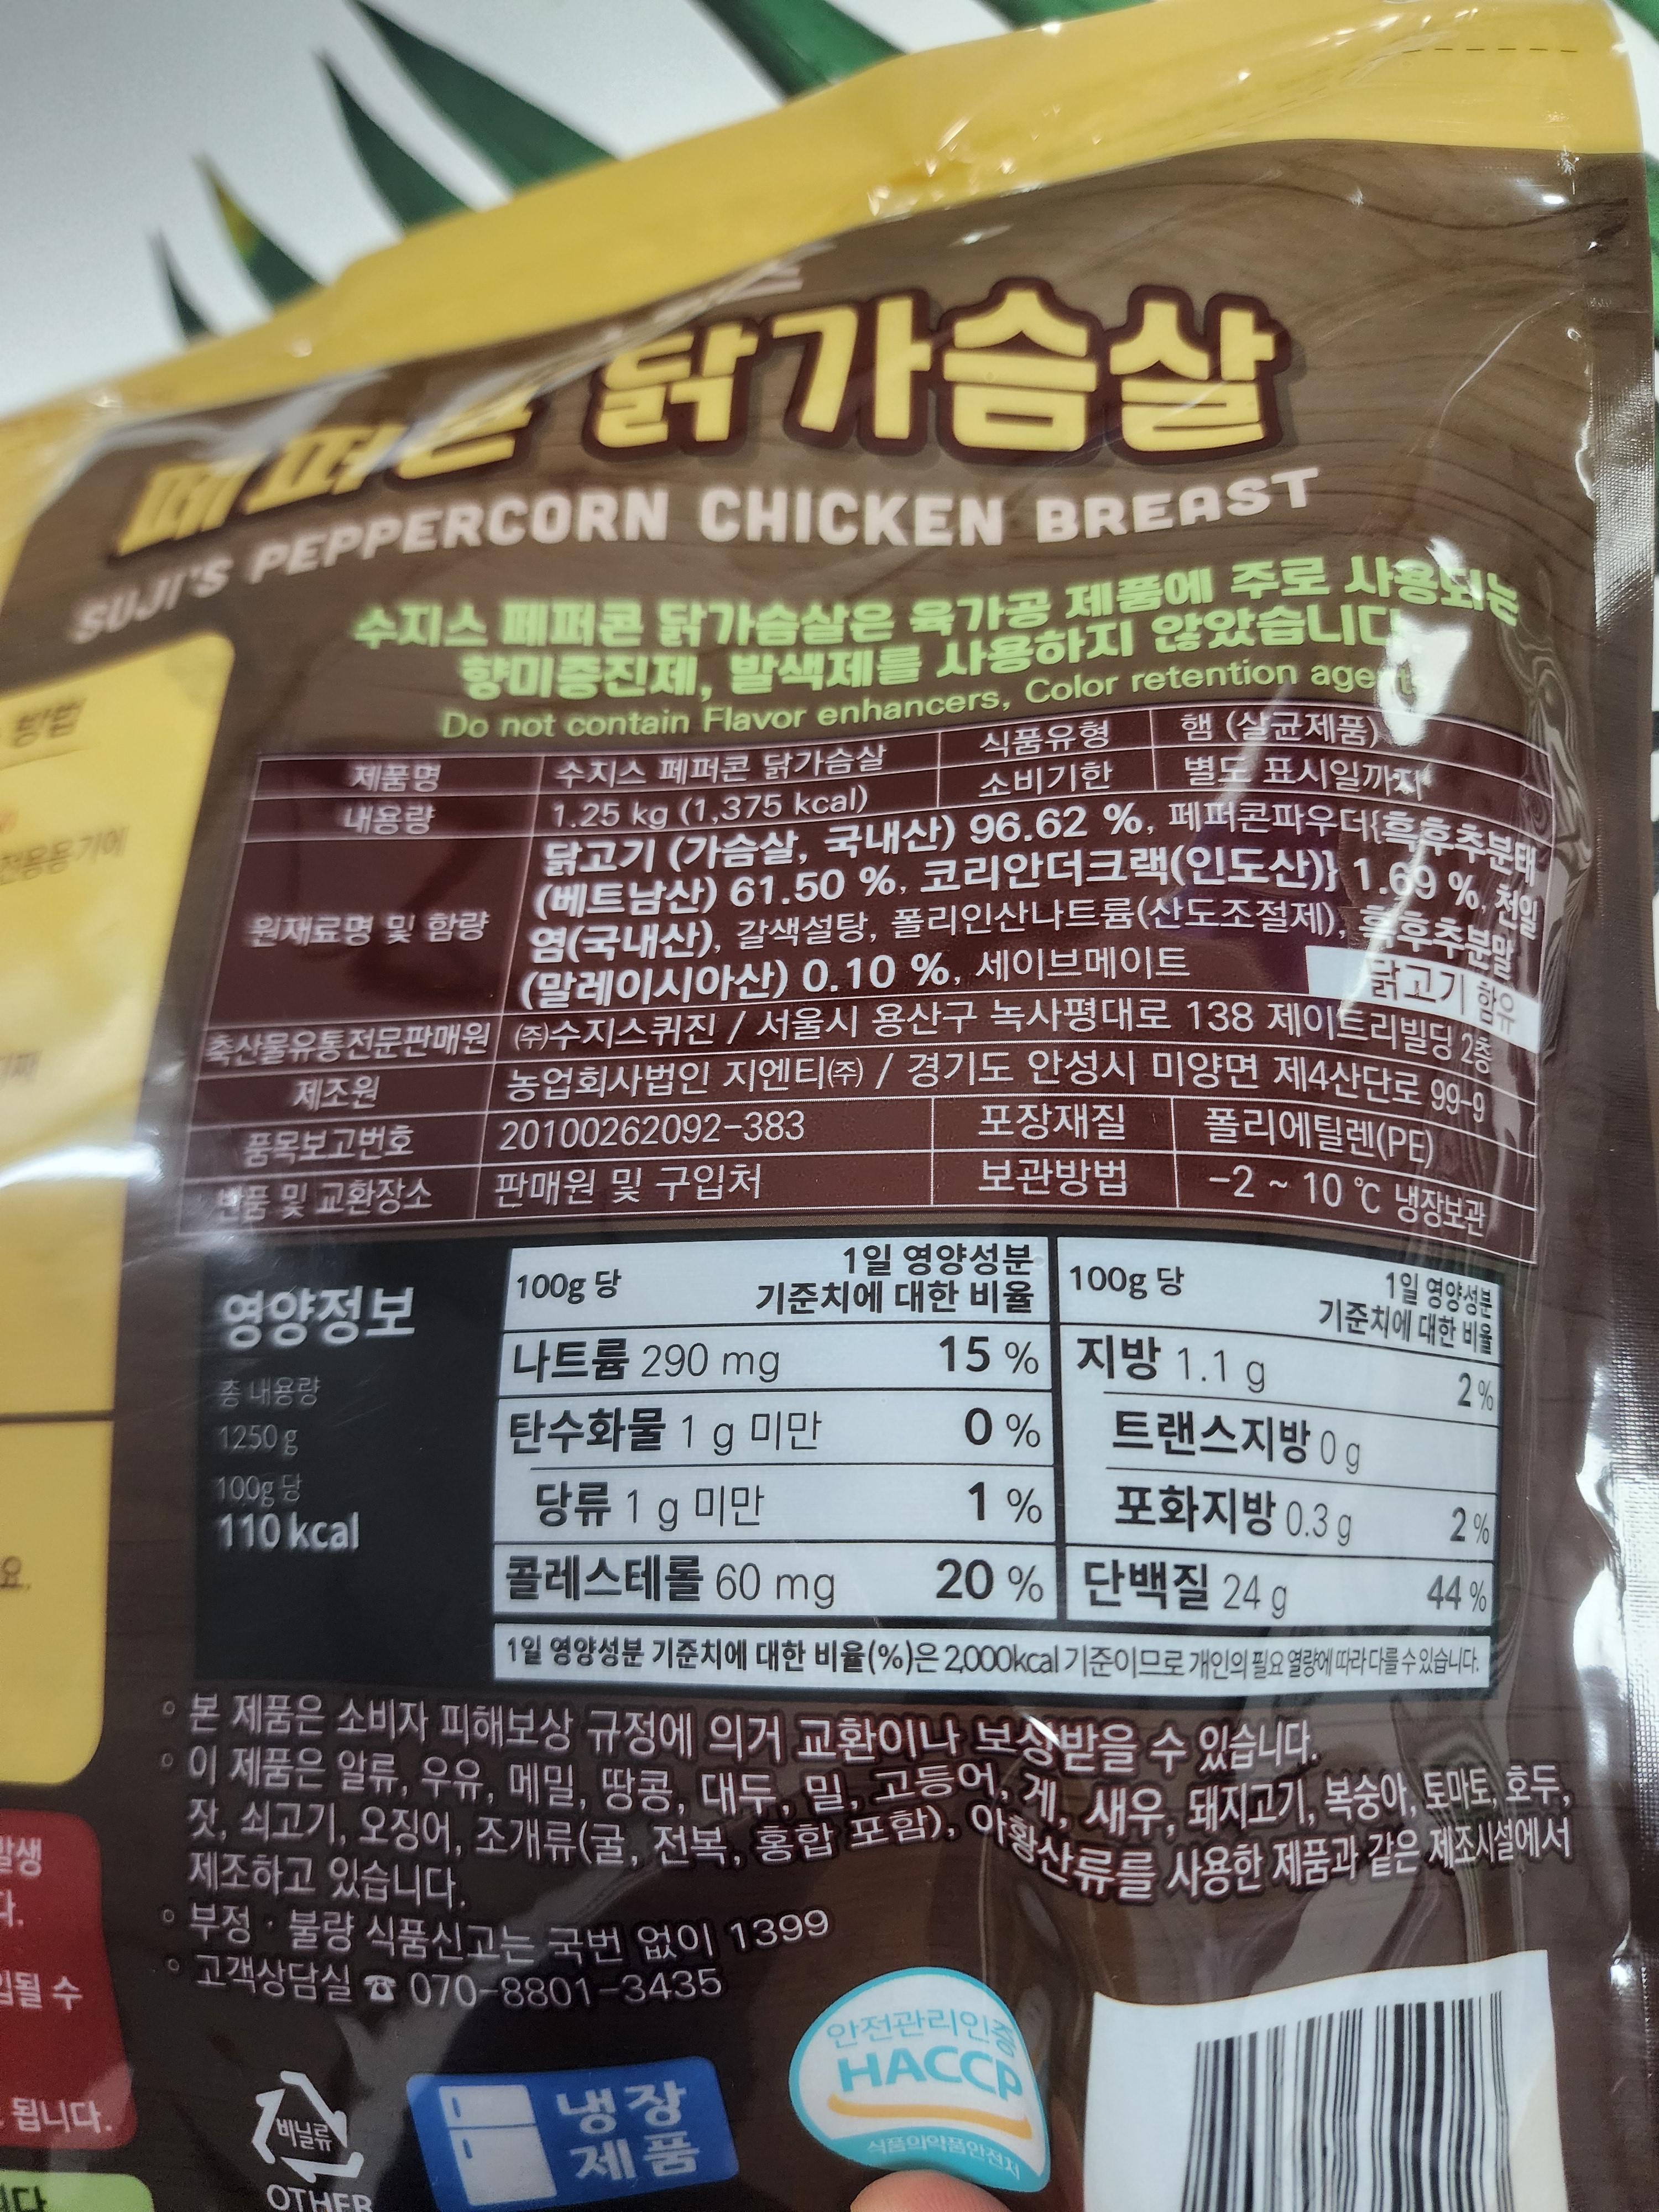 페퍼콘 닭가슴살
SUJI'S PEPPERCORN CHICKEN BREAST
수지스 페퍼콘 닭가슴살은 육가공 제품에 주로 사용되는
향미증진제, 발색제를 사용하지 않았습니다.
Do not contain Flavor enhancers, Color retention agents
제품명 수지스 페퍼콘 닭가슴살 식품유형 햄 (살균제품)
내용량 1.25 kg (1,375 kcal) 소비기한 별도 표시일까지
원재료명 및 함량
닭고기 (가슴살, 국내산) 96.62 %, 페퍼콘파우더{흑후추분태
(베트남산) 61.50 %, 코리안더크랙(인도산)} 1.69 %, 천일
염(국내산), 갈색설탕, 폴리인산나트륨(산도조절제), 흑후추분말
(말레이시아산) 0.10 %, 세이브메이트
닭고기 함유
축산물유통전문판매원 ㈜수지스퀴진 / 서울시 용산구 녹사평대로 138 제이트리빌딩 2층
제조원 농업회사법인 지엔티㈜ / 경기도 안성시 미양면 제4산단로 99-9
품목보고번호 20100262092-383 포장재질 폴리에틸렌(PE)
반품 및 교환장소 판매원 및 구입처 보관방법 -2 ~ 10 ℃ 냉장보관
영양정보
총 내용량
1250 g
100g 당
110 kcal
100g 당 1일 영양성분
기준치에 대한 비율
나트륨 290 mg 15 %
탄수화물 1 g 미만 0 %
당류 1 g 미만 1 %
콜레스테롤 60 mg 20 %
100g 당 1일 영양성분
기준치에 대한 비율
지방 1.1 g 2 %
트랜스지방 0 g
포화지방 0.3 g 2 %
단백질 24 g 44 %
1일 영양성분 기준치에 대한 비율(%)은 2,000kcal 기준이므로 개인의 필요 열량에 따라 다를 수 있습니다.
◦ 본 제품은 소비자 피해보상 규정에 의거 교환이나 보상받을 수 있습니다.
◦ 이 제품은 알류, 우유, 메밀, 땅콩, 대두, 밀, 고등어, 게, 새우, 돼지고기, 복숭아, 토마토, 호두,
잣, 쇠고기, 오징어, 조개류(굴, 전복, 홍합 포함), 아황산류를 사용한 제품과 같은 제조시설에서
제조하고 있습니다.
◦ 부정 · 불량 식품신고는 국번 없이 1399
◦ 고객상담실 ☎ 070-8801-3435
방법
발생
다.
입될 수
됩니다.
요.
비닐류
OTHER
냉장
제품
안전관리인증
HACCP
식품의약품안전처